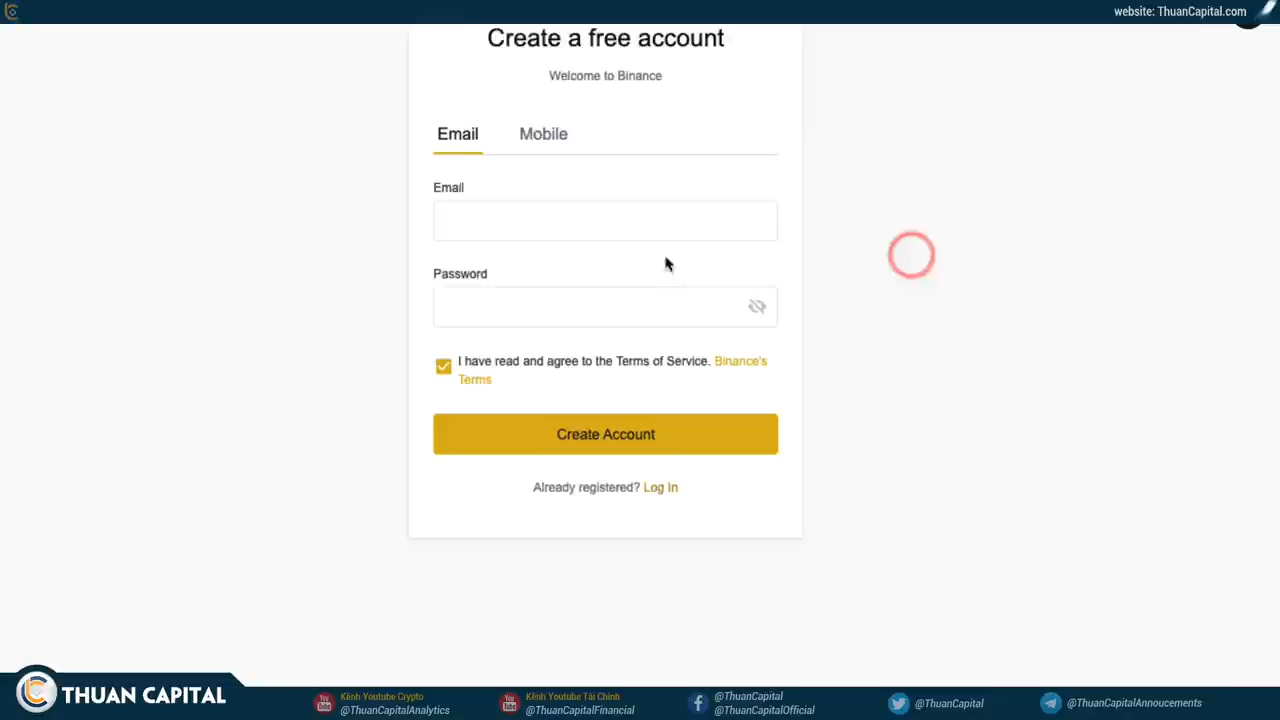 website: ThuanCapital.com
Create a free account
Welcome to Binance
Email Mobile
Email
Password
I have read and agree to the Terms of Service. Binance's
Terms
Create Account
Already registered? Log In
THUAN CAPITAL
Kênh Youtube Crypto
@ThuanCapitalAnalytics
Kênh Youtube Tài Chính
@ThuanCapitalFinancial
@ThuanCapital
@ThuanCapitalOfficial
@ThuanCapital
@ThuanCapitalAnnoucements